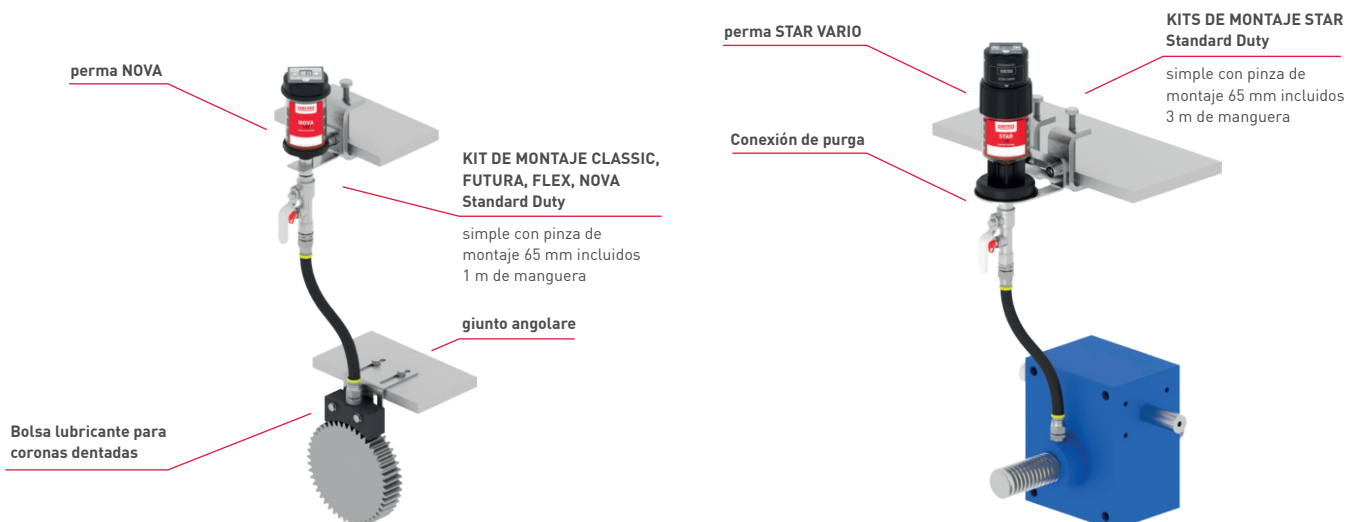 perma NOVA
NOVA
KIT DE MONTAJE CLASSIC,
FUTURA, FLEX, NOVA
Standard Duty
simple con pinza de
montaje 65 mm incluidos
1 m de manguera
giunto angolare
Bolsa lubricante para
coronas dentadas
perma STAR VARIO
STAR
Conexión de purga
KITS DE MONTAJE STAR
Standard Duty
simple con pinza de
montaje 65 mm incluidos
3 m de manguera